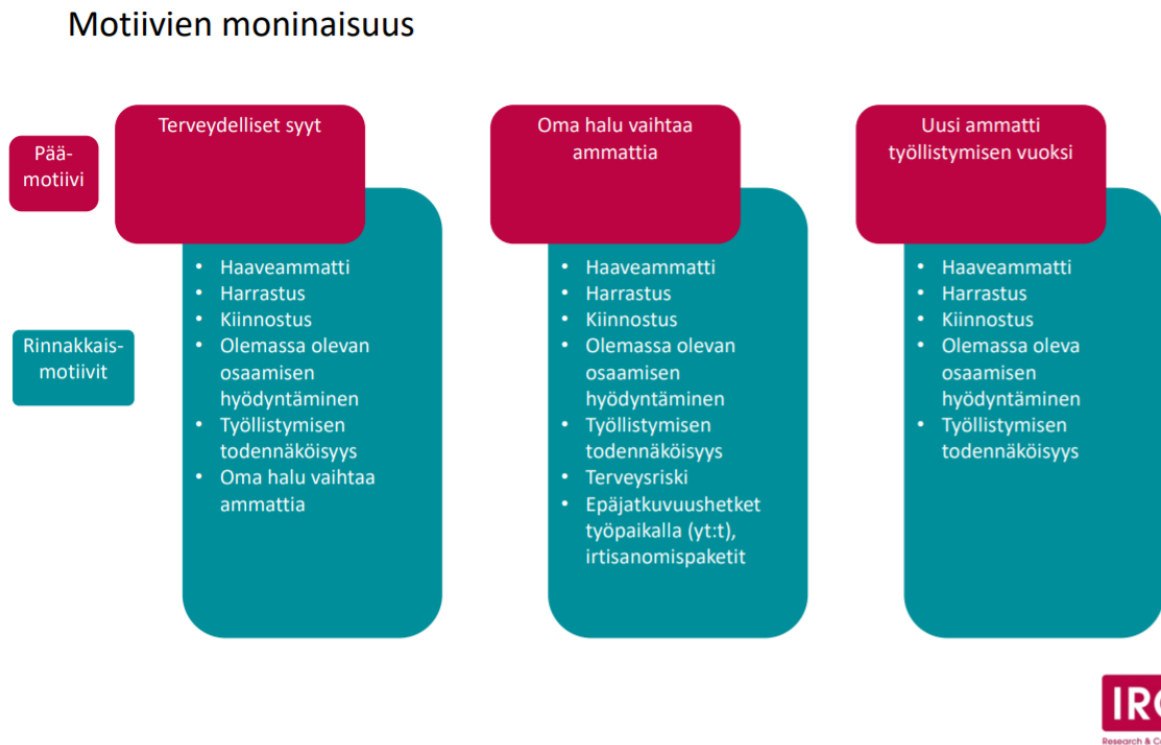 Motiivien moninaisuus
Pää-
motiivi
Terveydelliset syyt
Oma halu vaihtaa
ammattia
Uusi ammatti
työllistymisen vuoksi
Rinnakkais-
motiivit
• Haaveammatti
• Harrastus
• Kiinnostus
• Olemassa olevan
osaamisen
hyödyntäminen
• Työllistymisen
todennäköisyys
• Oma halu vaihtaa
ammattia
• Haaveammatti
• Harrastus
• Kiinnostus
• Olemassa olevan
osaamisen
hyödyntäminen
• Työllistymisen
todennäköisyys
• Terveysriski
• Epäjatkuvuushetket
työpaikalla (yt:t),
irtisanomispaketit
• Haaveammatti
• Harrastus
• Kiinnostus
• Olemassa oleva
osaamisen
hyödyntäminen
• Työllistymisen
todennäköisyys
Research &